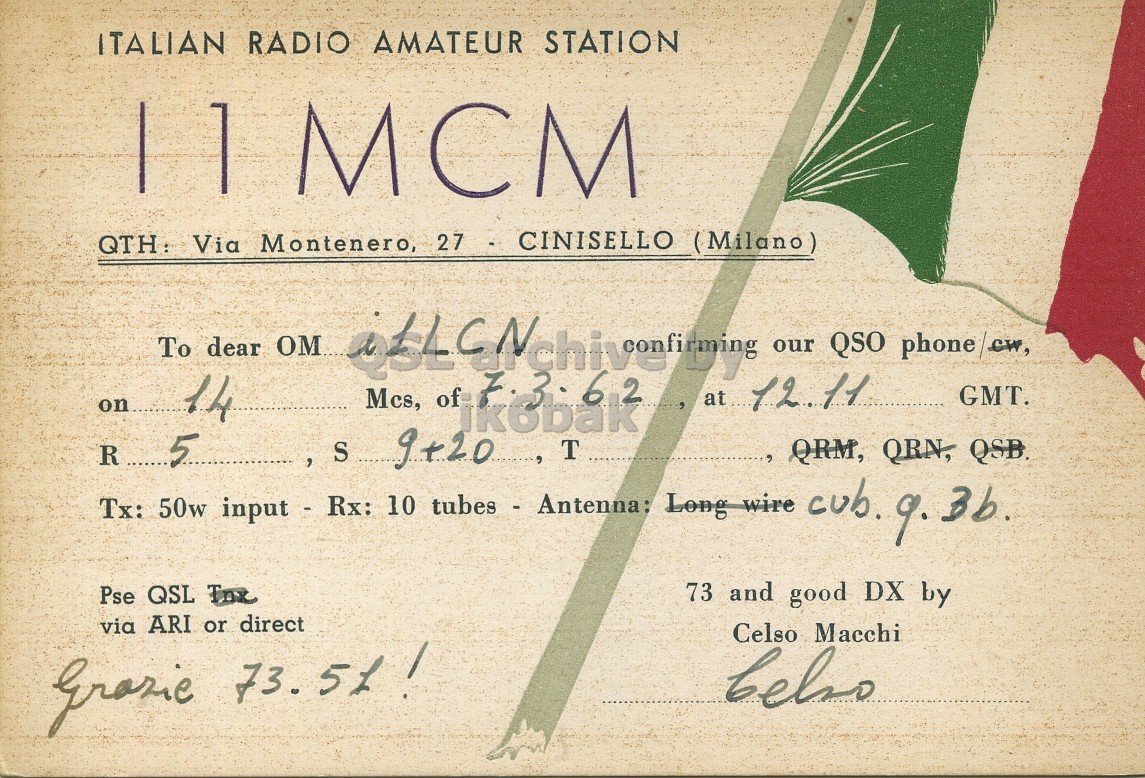 ITALIAN RADIO AMATEUR STATION
I1MCM
QTH: Via Montenero, 27 - CINISELLO (Milano)
To dear OM i1LCN confirming our QSO phone/cw,
QSL archive by
on 14 Mcs, of 7.3.62, at 12.11 GMT.
ik6bak
R 5, S 9+20, T , QRM, QRN, QSB.
Tx: 50w input - Rx: 10 tubes - Antenna: Long wire cub. q. 3b.
Pse QSL Tnx
via ARI or direct
73 and good DX by
Celso Macchi
Grazie 73.51!
Celso